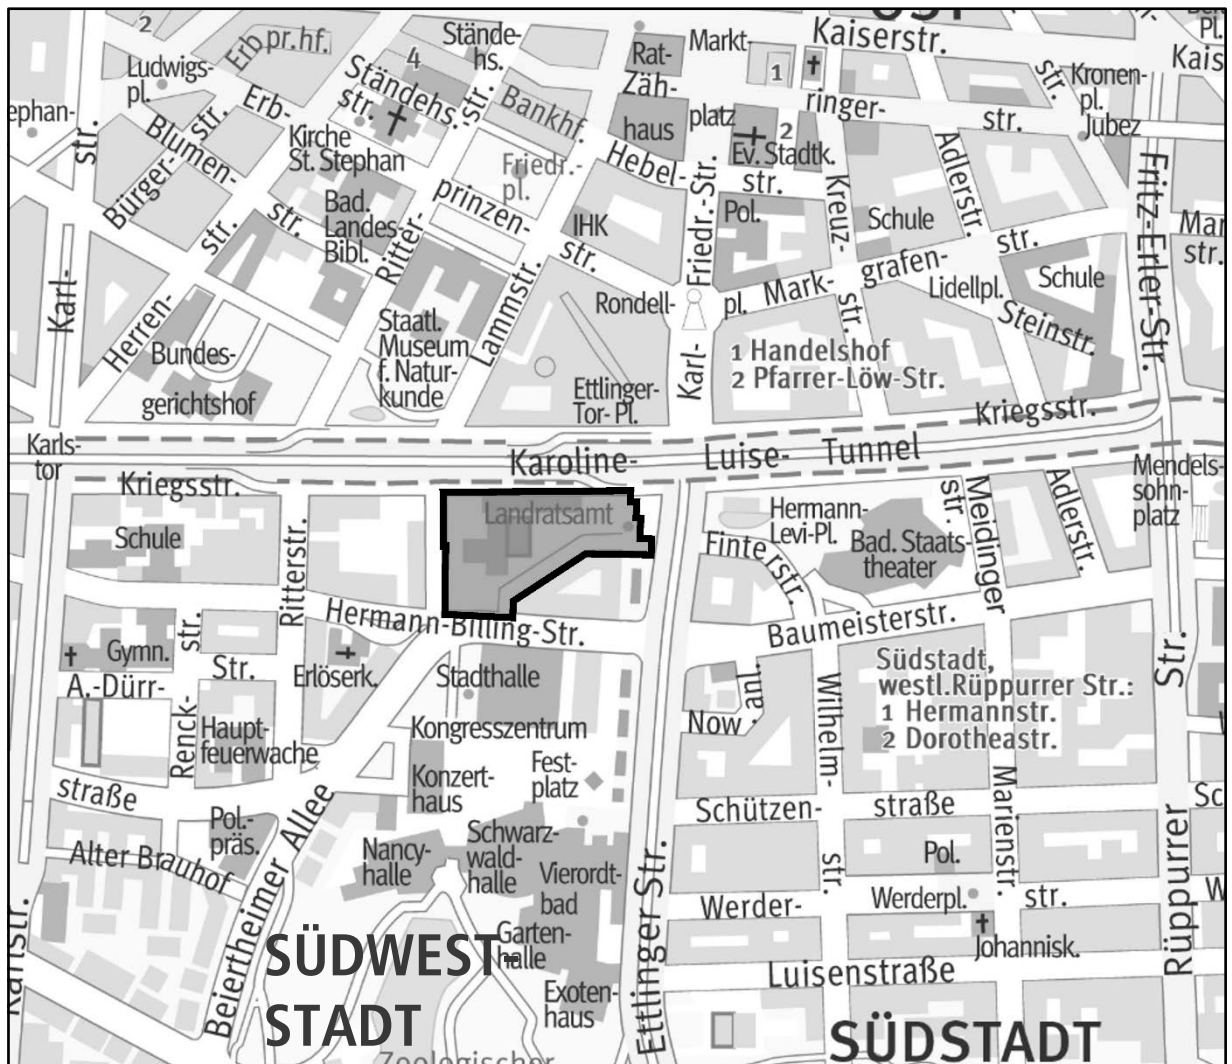 2
Erbpr.hf.
Ludwigs-
pl.
ephan-
str.
Karl-
Bürger-
str.
Blumen-
str.
Herren-
Erb-
str.
prinzen-
str.
4
Ständehs.-
str.
Stände-
hs.
Bankhf.
Kirche
St. Stephan
Bad.
Landes-
Bibl.
Ritter-
str.
Friedr.-
pl.
Lammstr.
IHK
Staatl.
Museum
f. Natur-
kunde
Bundes-
gerichtshof
Rat-
haus
Markt-
platz
Zäh-
ringer-
str.
1
2
Kaiserstr.
Kais
Ev. Stadtk.
Hebel-
str.
Pol.
Karl-
Friedr.-Str.
Kreuz-
str.
Adlerstr.
Schule
Kronen-
pl.
Jubez
str.
Pl.
Fritz-Erler-Str.
Mar
str.
Mark-
grafen-
str.
Lidellpl.
Schule
Steinstr.
Rondell-
pl.
1 Handelshof
2 Pfarrer-Löw-Str.
Ettlinger-
Tor-Pl.
Kriegsstr.
Karls-
tor
Karoline-
Luise-
Tunnel
Kriegsstr.
Schule
Ritterstr.
Landratsamt
Hermann-
Levi-Pl.
Finterstr.
Bad. Staats-
theater
str.
Meidinger
Adlerstr.
Mendels-
sohn-
platz
Hermann-Billing-Str.
Baumeisterstr.
Gymn.
A.-Dürr-
Str.
Renck-
str.
Erlöserk.
Stadthalle
Kongresszentrum
Haupt-
feuerwache
Konzert-
haus
Fest-
platz
Now.anl.
Wilhelm-
str.
Südstadt,
westl.Rüppurrer Str.:
1 Hermannstr.
2 Dorotheastr.
straße
Pol.-
präs.
Alter Brauhof
Beiertheimer Allee
Nancy-
halle
Schwarz-
wald-
halle
Vierordt-
bad
Garten-
halle
Exoten-
haus
Ettlinger Str.
Schützen-
straße
Marienstr.
Pol.
Werder-
str.
Werderpl.
Johannisk.
Luisenstraße
Rüppurrer
Str.
Karlstr.
SÜDWEST-
STADT
SÜDSTADT
Zoologischer